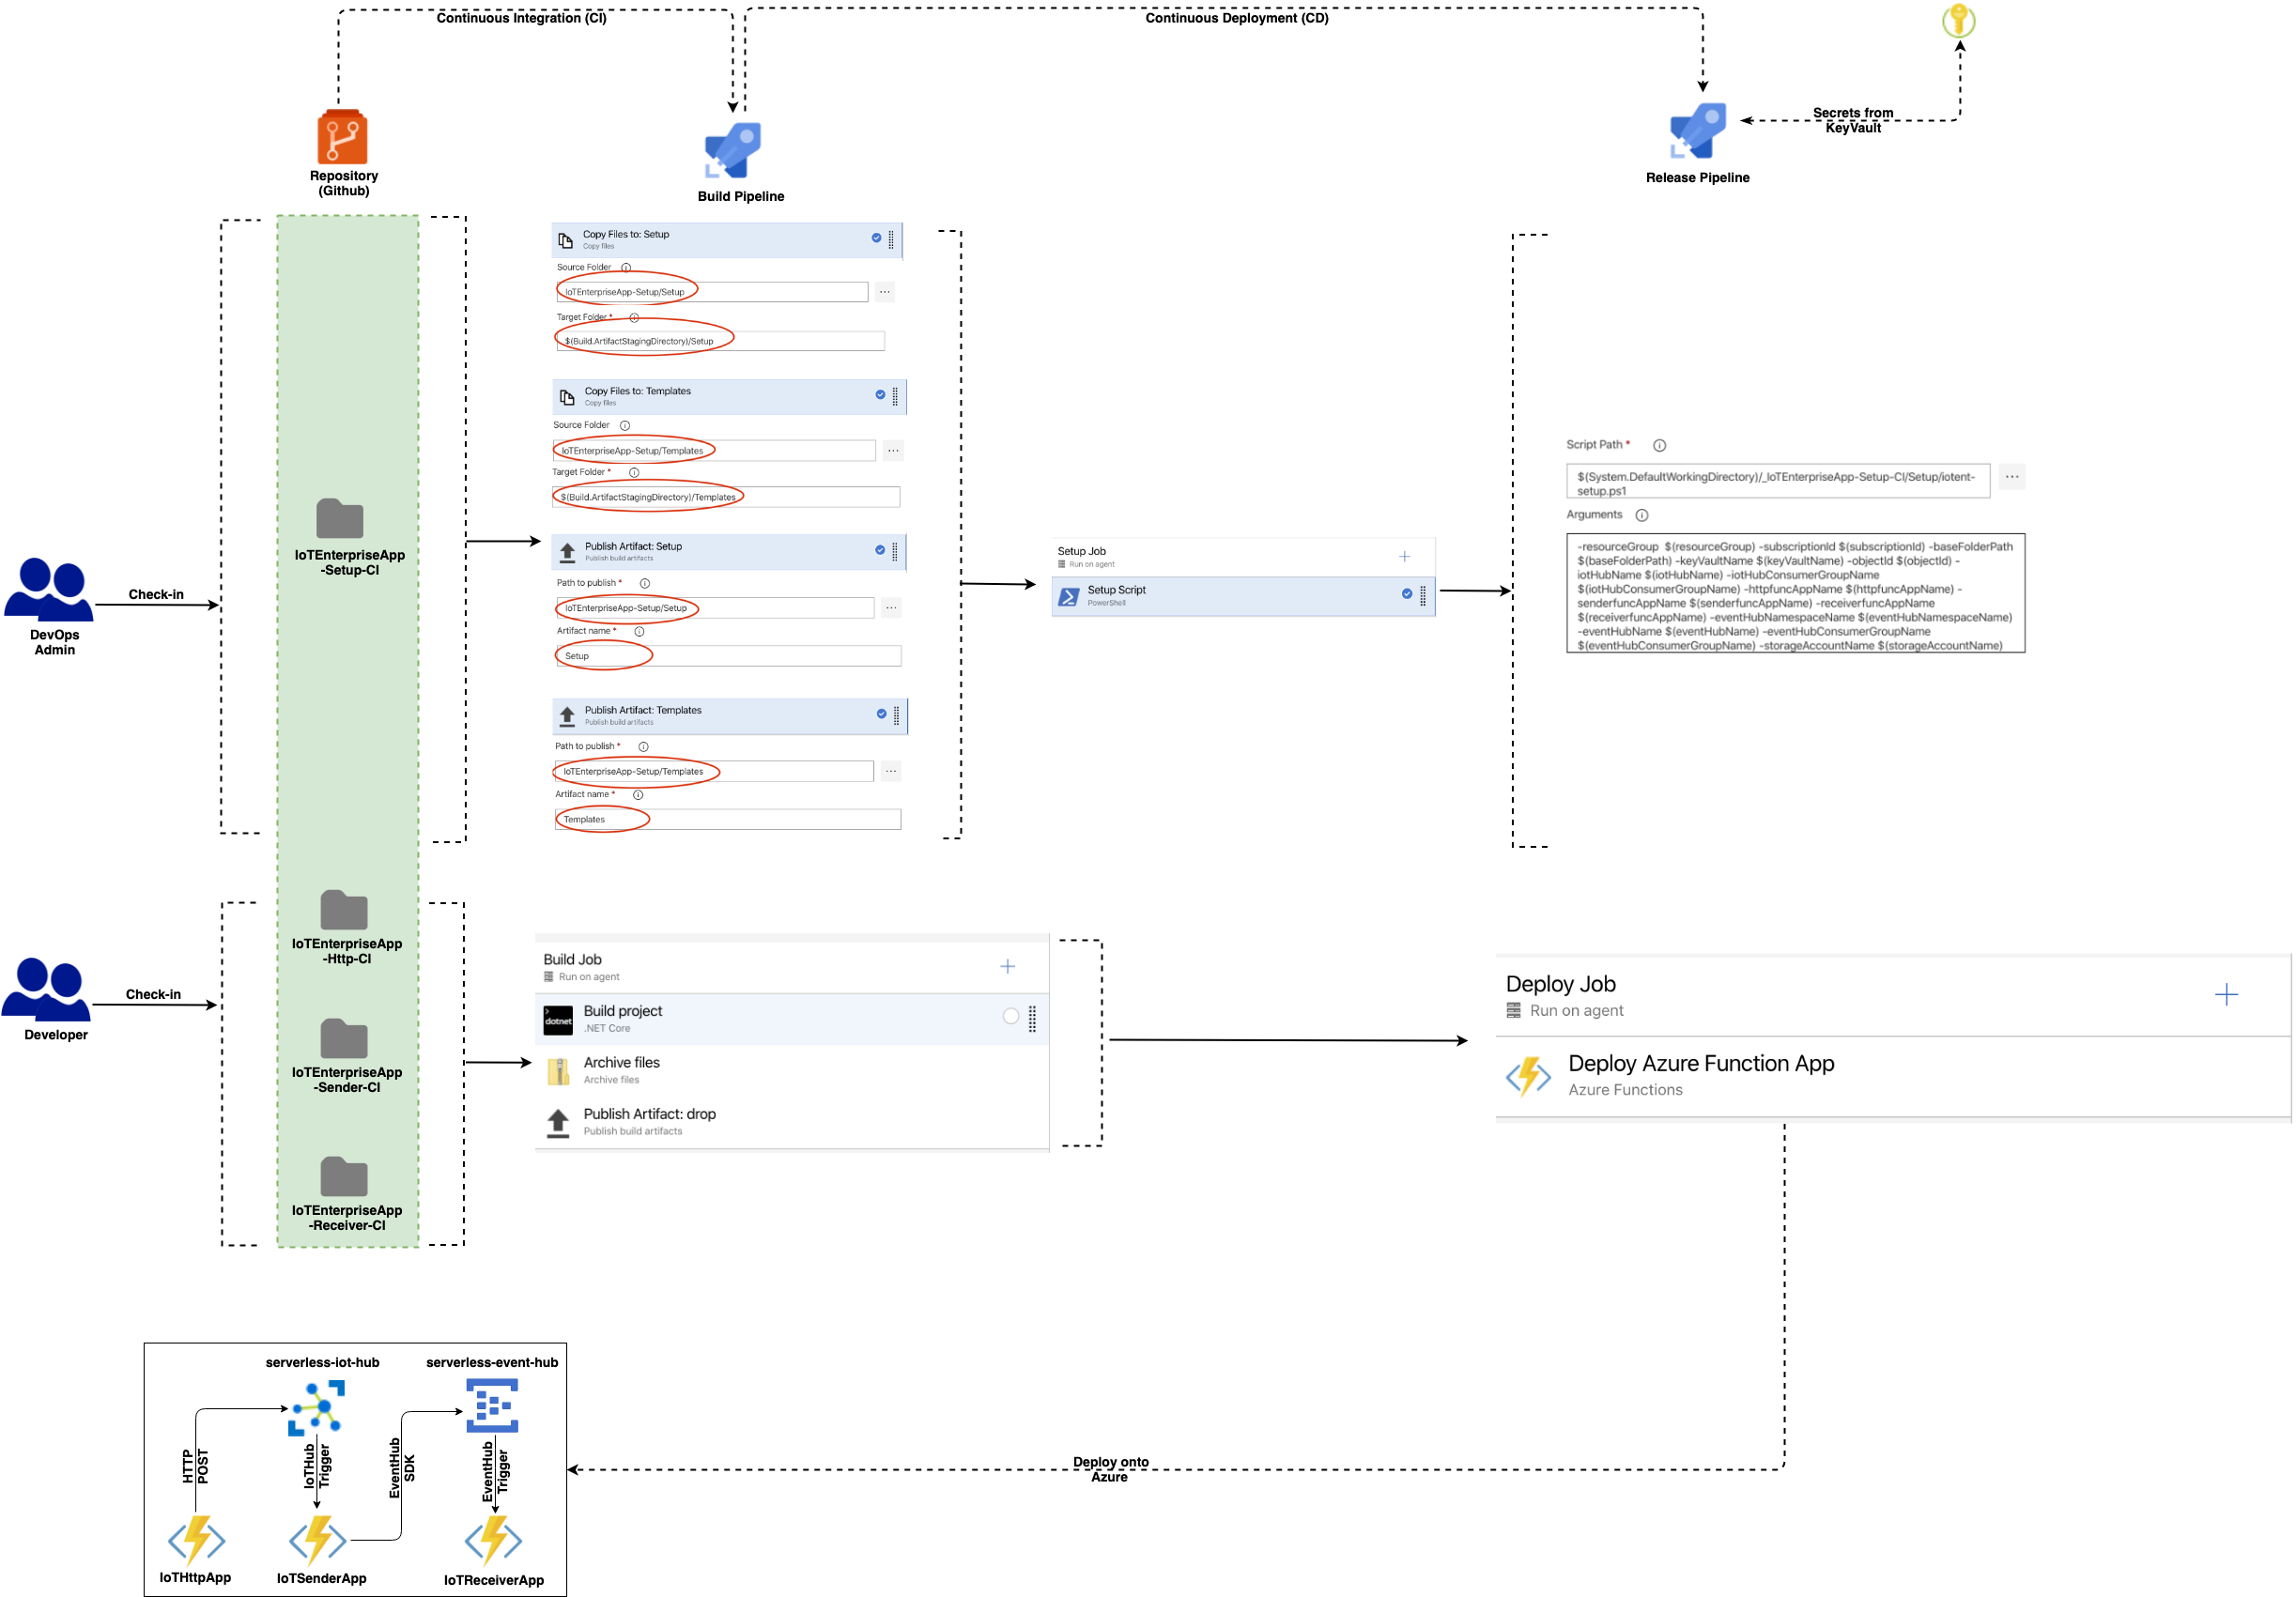 Continuous Integration (CI)
Continuous Deployment (CD)
Secrets from
KeyVault
Repository
(Github)
Build Pipeline
Release Pipeline
DevOps
Admin
Check-in
IoTEnterpriseApp
-Setup-CI
Copy Files to: Setup
Copy files
Source Folder
IoTEnterpriseApp-Setup/Setup
Target Folder *
$(Build.ArtifactStagingDirectory)/Setup
Copy Files to: Templates
Copy files
Source Folder
IoTEnterpriseApp-Setup/Templates
Target Folder *
$(Build.ArtifactStagingDirectory)/Templates
Publish Artifact: Setup
Publish build artifacts
Path to publish *
IoTEnterpriseApp-Setup/Setup
Artifact name *
Setup
Publish Artifact: Templates
Publish build artifacts
Path to publish *
IoTEnterpriseApp-Setup/Templates
Artifact name *
Templates
Setup Job
Run on agent
Setup Script
PowerShell
Script Path *
$(System.DefaultWorkingDirectory)/_IoTEnterpriseApp-Setup-CI/Setup/iotent-
setup.ps1
Arguments
-resourceGroup $(resourceGroup) -subscriptionId $(subscriptionId) -baseFolderPath
$(baseFolderPath) -keyVaultName $(keyVaultName) -objectId $(objectId) -
iotHubName $(iotHubName) -iotHubConsumerGroupName
$(iotHubConsumerGroupName) -httpfuncAppName $(httpfuncAppName) -
senderfuncAppName $(senderfuncAppName) -receiverfuncAppName
$(receiverfuncAppName) -eventHubNamespaceName $(eventHubNamespaceName)
-eventHubName $(eventHubName) -eventHubConsumerGroupName
$(eventHubConsumerGroupName) -storageAccountName $(storageAccountName)
Developer
Check-in
IoTEnterpriseApp
-Http-CI
IoTEnterpriseApp
-Sender-CI
IoTEnterpriseApp
-Receiver-CI
Build Job
Run on agent
dotnet
Build project
.NET Core
Archive files
Archive files
Publish Artifact: drop
Publish build artifacts
Deploy Job
Run on agent
Deploy Azure Function App
Azure Functions
Deploy onto
Azure
serverless-iot-hub
serverless-event-hub
HTTP
POST
IoTHub
Trigger
EventHub
SDK
EventHub
Trigger
IoTHttpApp
IoTSenderApp
IoTReceiverApp